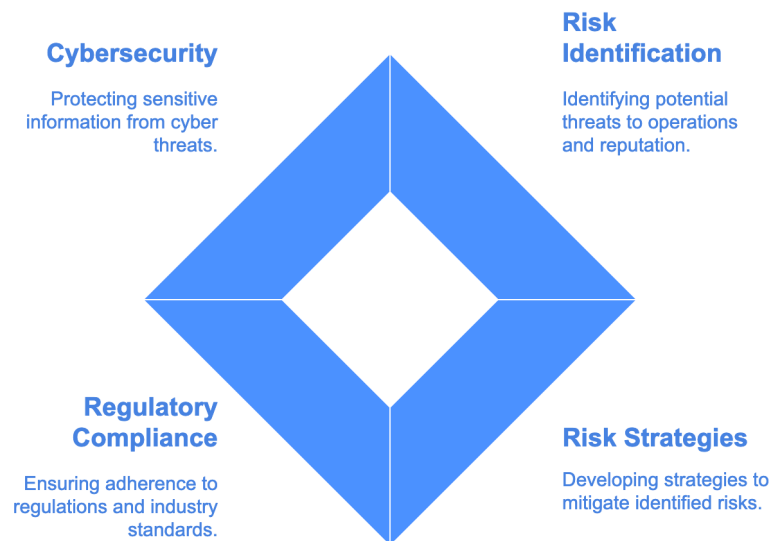 Cybersecurity
Protecting sensitive
information from cyber
threats.
Risk
Identification
Identifying potential
threats to operations
and reputation.
Regulatory
Compliance
Ensuring adherence to
regulations and industry
standards.
Risk Strategies
Developing strategies to
mitigate identified risks.